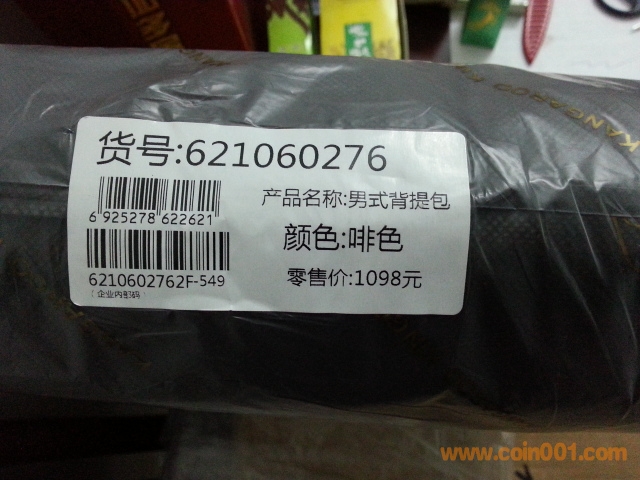 KANGAROO
货号:621060276
6 925278 622621
产品名称:男式背提包
颜色:啡色
6210602762F-549
零售价:1098元
(企业内部码)
www.coin001.com